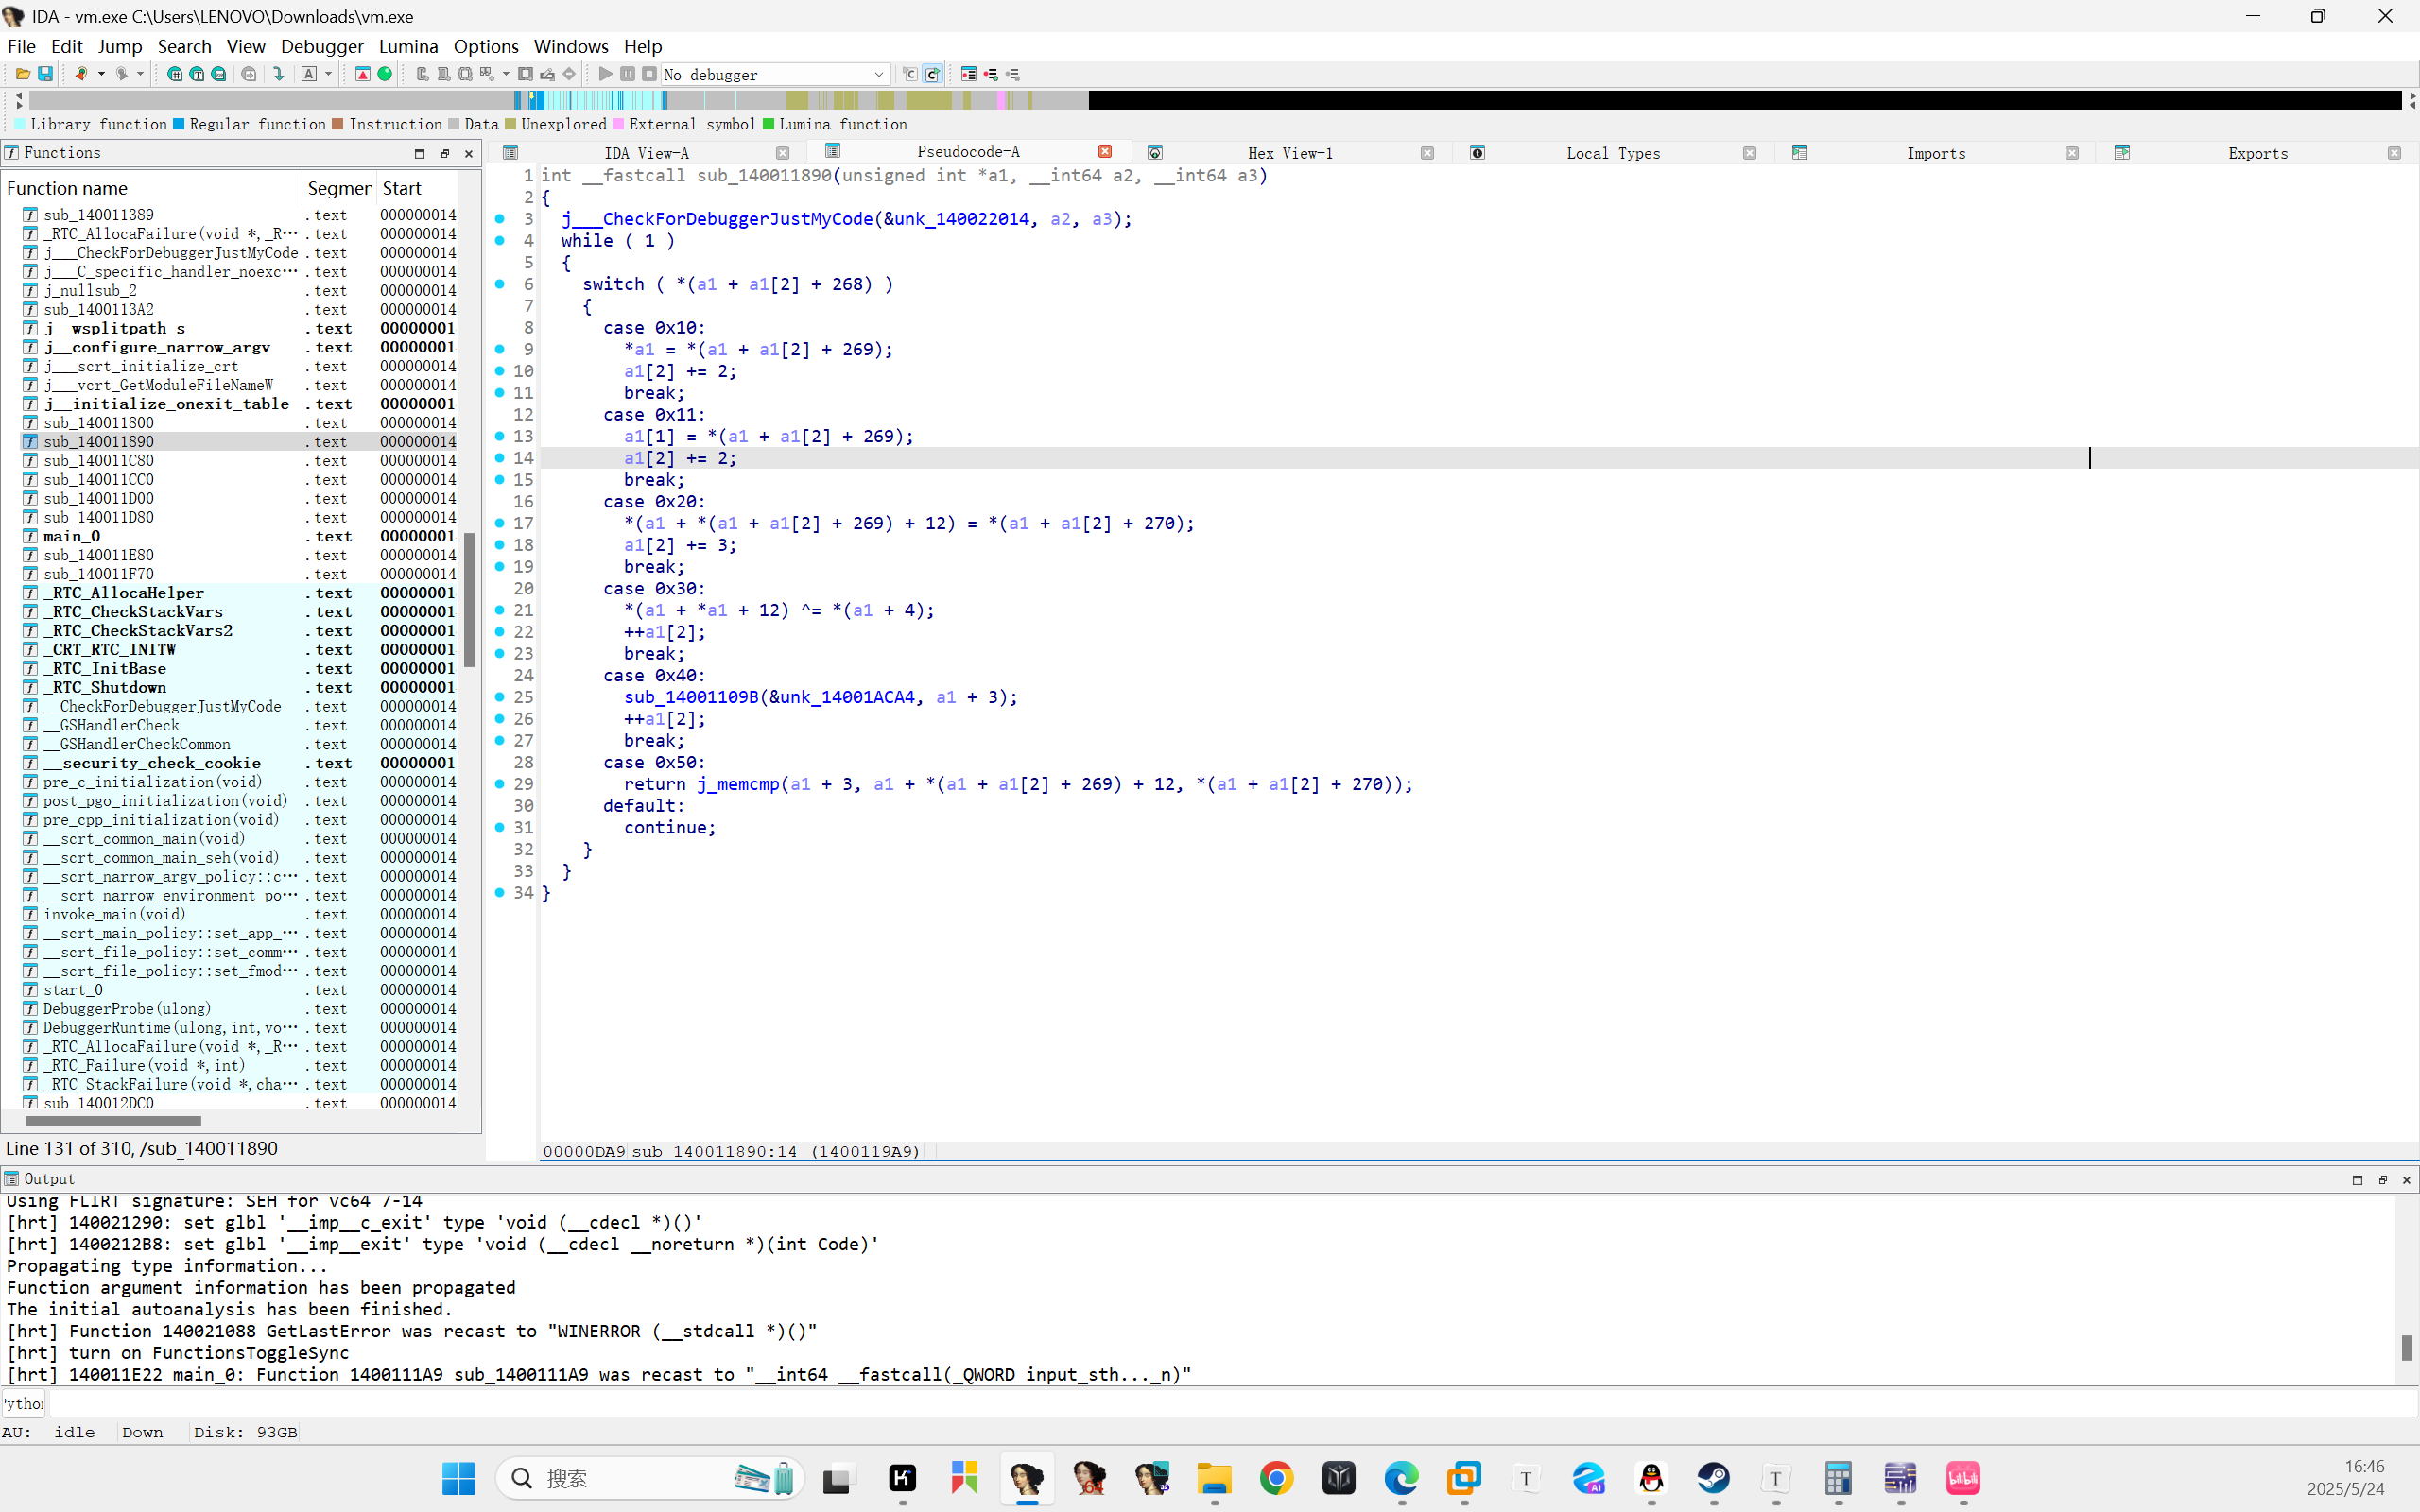 IDA - vm.exe C:\Users\LENOVO\Downloads\vm.exe
File Edit Jump Search View Debugger Lumina Options Windows Help
No debugger
Library function Regular function Instruction Data Unexplored External symbol Lumina function
Functions
IDA View-A Pseudocode-A Hex View-1 Local Types Imports Exports
Function name Segmer Start
sub_140011389 .text 000000014
_RTC_AllocaFailure(void *,_R⋯ .text 000000014
j___CheckForDebuggerJustMyCode .text 000000014
j___C_specific_handler_noexc⋯ .text 000000014
j_nullsub_2 .text 000000014
sub_1400113A2 .text 000000014
j__wsplitpath_s .text 00000001
j__configure_narrow_argv .text 00000001
j___scrt_initialize_crt .text 000000014
j___vcrt_GetModuleFileNameW .text 000000014
j__initialize_onexit_table .text 00000001
sub_140011800 .text 000000014
sub_140011890 .text 000000014
sub_140011C80 .text 000000014
sub_140011CC0 .text 000000014
sub_140011D00 .text 000000014
sub_140011D80 .text 000000014
main_0 .text 00000001
sub_140011E80 .text 000000014
sub_140011F70 .text 000000014
_RTC_AllocaHelper .text 00000001
_RTC_CheckStackVars .text 00000001
_RTC_CheckStackVars2 .text 00000001
_CRT_RTC_INITW .text 00000001
_RTC_InitBase .text 00000001
_RTC_Shutdown .text 00000001
__CheckForDebuggerJustMyCode .text 000000014
__GSHandlerCheck .text 000000014
__GSHandlerCheckCommon .text 000000014
__security_check_cookie .text 00000001
pre_c_initialization(void) .text 000000014
post_pgo_initialization(void) .text 000000014
pre_cpp_initialization(void) .text 000000014
__scrt_common_main(void) .text 000000014
__scrt_common_main_seh(void) .text 000000014
__scrt_narrow_argv_policy::c⋯ .text 000000014
__scrt_narrow_environment_po⋯ .text 000000014
invoke_main(void) .text 000000014
__scrt_main_policy::set_app_⋯ .text 000000014
__scrt_file_policy::set_comm⋯ .text 000000014
__scrt_file_policy::set_fmod⋯ .text 000000014
start_0 .text 000000014
DebuggerProbe(ulong) .text 000000014
DebuggerRuntime(ulong,int,vo⋯ .text 000000014
_RTC_AllocaFailure(void *,_R⋯ .text 000000014
_RTC_Failure(void *,int) .text 000000014
_RTC_StackFailure(void *,cha⋯ .text 000000014
sub_140012DC0 .text 000000014
Line 131 of 310, /sub_140011890
1 int __fastcall sub_140011890(unsigned int *a1, __int64 a2, __int64 a3)
2 {
3 j___CheckForDebuggerJustMyCode(&unk_140022014, a2, a3);
4 while ( 1 )
5 {
6 switch ( *(a1 + a1[2] + 268) )
7 {
8 case 0x10:
9 *a1 = *(a1 + a1[2] + 269);
10 a1[2] += 2;
11 break;
12 case 0x11:
13 a1[1] = *(a1 + a1[2] + 269);
14 a1[2] += 2;
15 break;
16 case 0x20:
17 *(a1 + *(a1 + a1[2] + 269) + 12) = *(a1 + a1[2] + 270);
18 a1[2] += 3;
19 break;
20 case 0x30:
21 *(a1 + *a1 + 12) ^= *(a1 + 4);
22 ++a1[2];
23 break;
24 case 0x40:
25 sub_14001109B(&unk_14001ACA4, a1 + 3);
26 ++a1[2];
27 break;
28 case 0x50:
29 return j_memcmp(a1 + 3, a1 + *(a1 + a1[2] + 269) + 12, *(a1 + a1[2] + 270));
30 default:
31 continue;
32 }
33 }
34 }
00000DA9 sub_140011890:14 (1400119A9)
Output
Using FLIRT signature: SEH for vc64 7-14
[hrt] 140021290: set glbl '__imp__c_exit' type 'void (__cdecl *)()'
[hrt] 1400212B8: set glbl '__imp__exit' type 'void (__cdecl __noreturn *)(int Code)'
Propagating type information...
Function argument information has been propagated
The initial autoanalysis has been finished.
[hrt] Function 140021088 GetLastError was recast to "WINERROR (__stdcall *)()"
[hrt] turn on FunctionsToggleSync
[hrt] 140011E22 main_0: Function 1400111A9 sub_1400111A9 was recast to "__int64 __fastcall(_QWORD input_sth..._n)"
AU: idle Down Disk: 93GB
搜索
16:46
2025/5/24